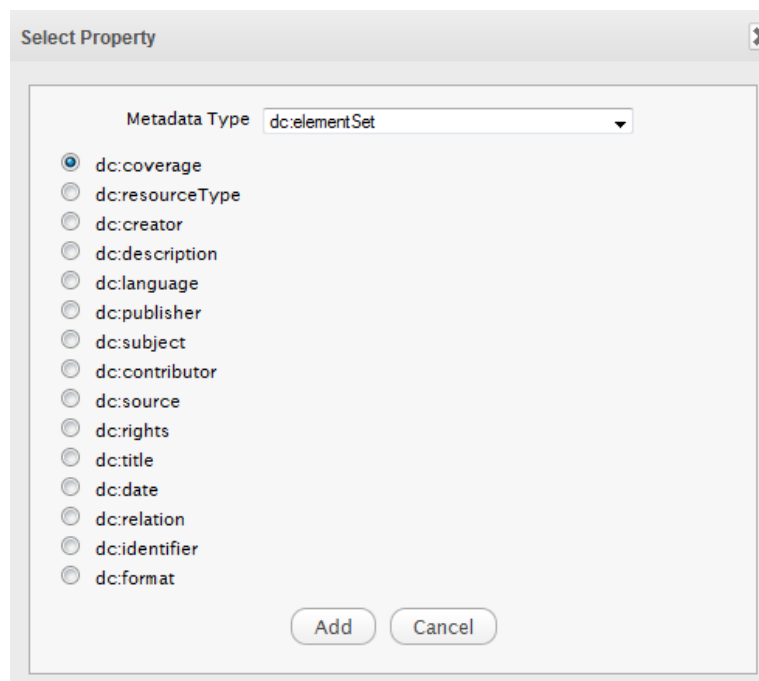 Select Property
Metadada Type dc:elementSet
dc:coverage
dc:resourceType
dc:creator
dc:description
dc:language
dc:publisher
dc:subject
dc:contributor
dc:source
dc:rights
dc:title
dc:date
dc:relation
dc:identifier
dc:format
Add Cancel